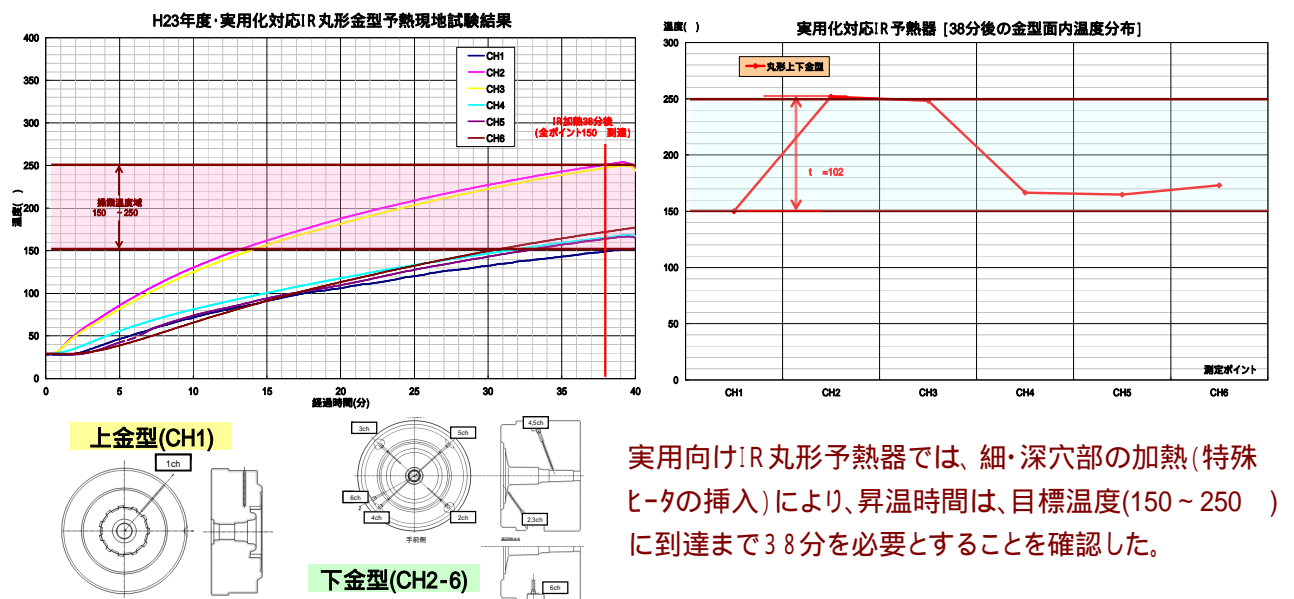 H23年度・実用化対応IR丸形金型予熱現地試験結果
400
350
300
250
200
150
100
50
0
温度( )
0
5
10
15
20
25
30
35
40
経過時間(分)
CH1
CH2
CH3
CH4
CH5
CH6
IR加熱38分後
(全ポイント150 到達)
操業温度域
150 ~250
温度( )
実用化対応IR予熱器 [38分後の金型面内温度分布]
丸形上下金型
300
250
200
150
100
50
0
t =102
測定ポイント
CH1
CH2
CH3
CH4
CH5
CH6
上金型(CH1)
1ch
3ch
5ch
6ch
4ch
2ch
手前側
下金型(CH2-6)
4,5ch
2,3ch
6ch
実用向けIR丸形予熱器では、細・深穴部の加熱(特殊
ヒータの挿入)により、昇温時間は、目標温度(150~250 )
に到達まで38分を必要とすることを確認した。